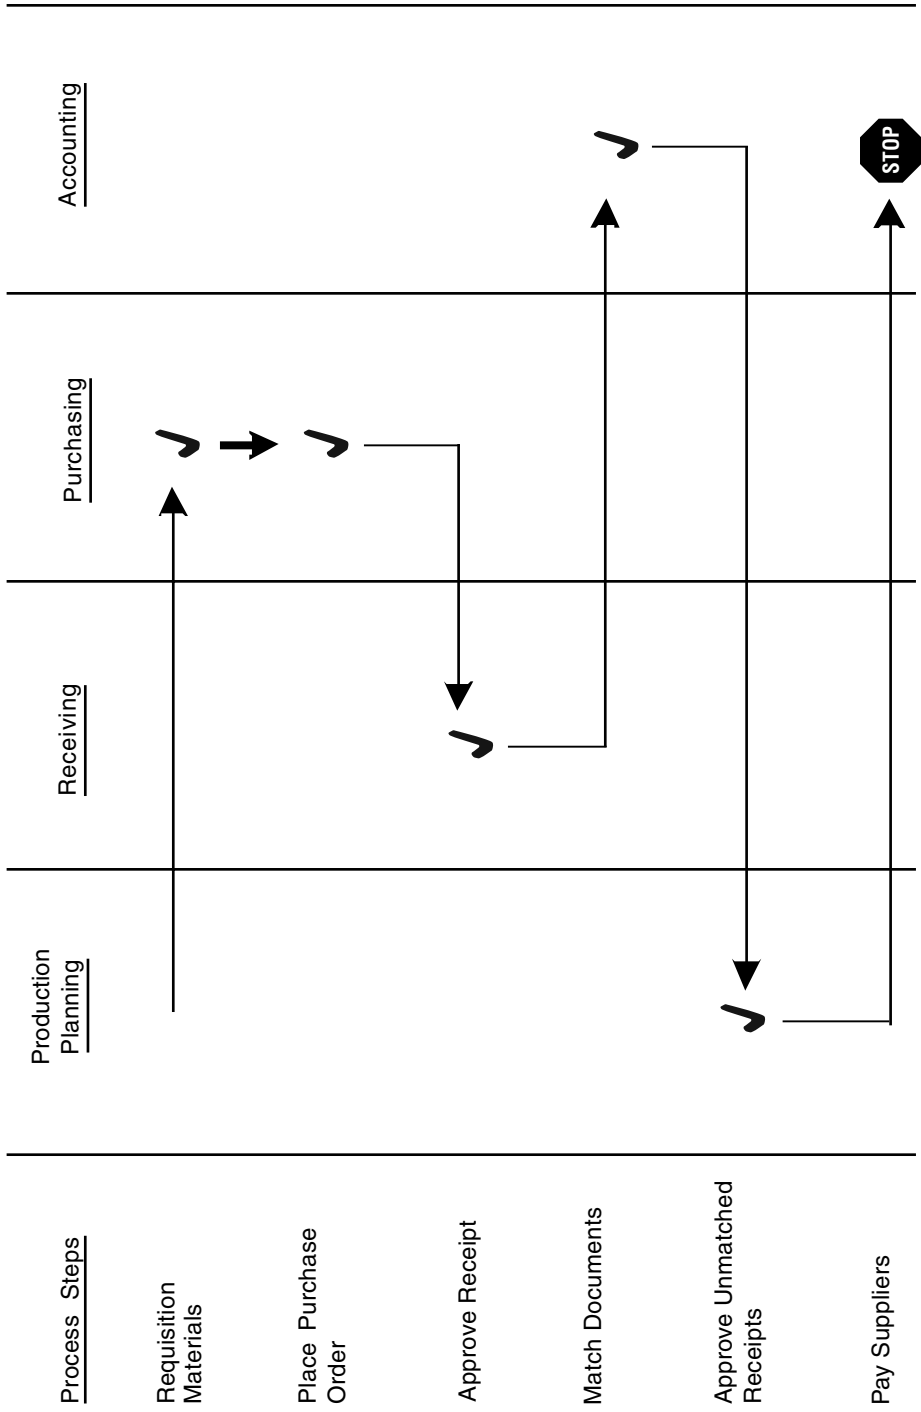 Process Steps
Production
Planning
Receiving
Purchasing
Accounting
Requisition
Materials
Place Purchase
Order
Approve Receipt
Match Documents
Approve Unmatched
Receipts
Pay Suppliers
STOP